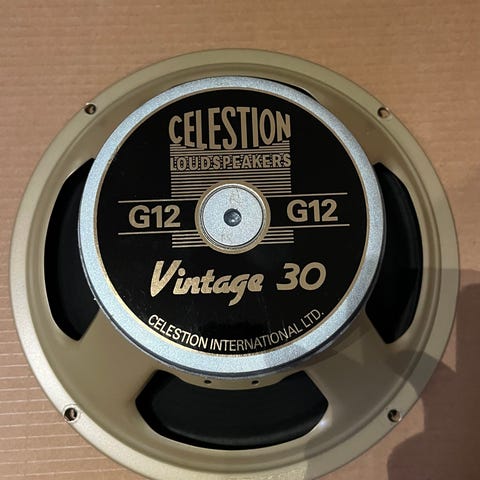 CELESTION
LOUDSPEAKERS
G12 G12
Vintage 30
CELESTION INTERNATIONAL LTD.